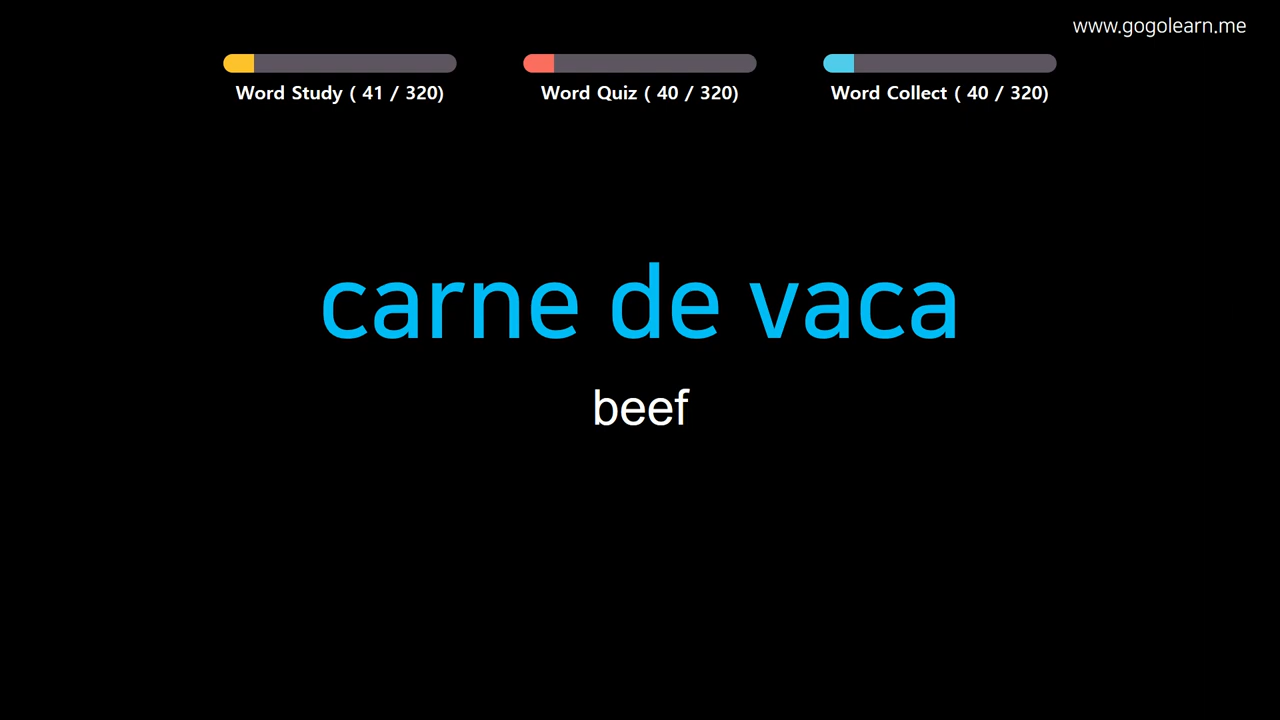 www.gogolearn.me
Word Study ( 41 / 320)
Word Quiz ( 40 / 320)
Word Collect ( 40 / 320)
carne de vaca
beef